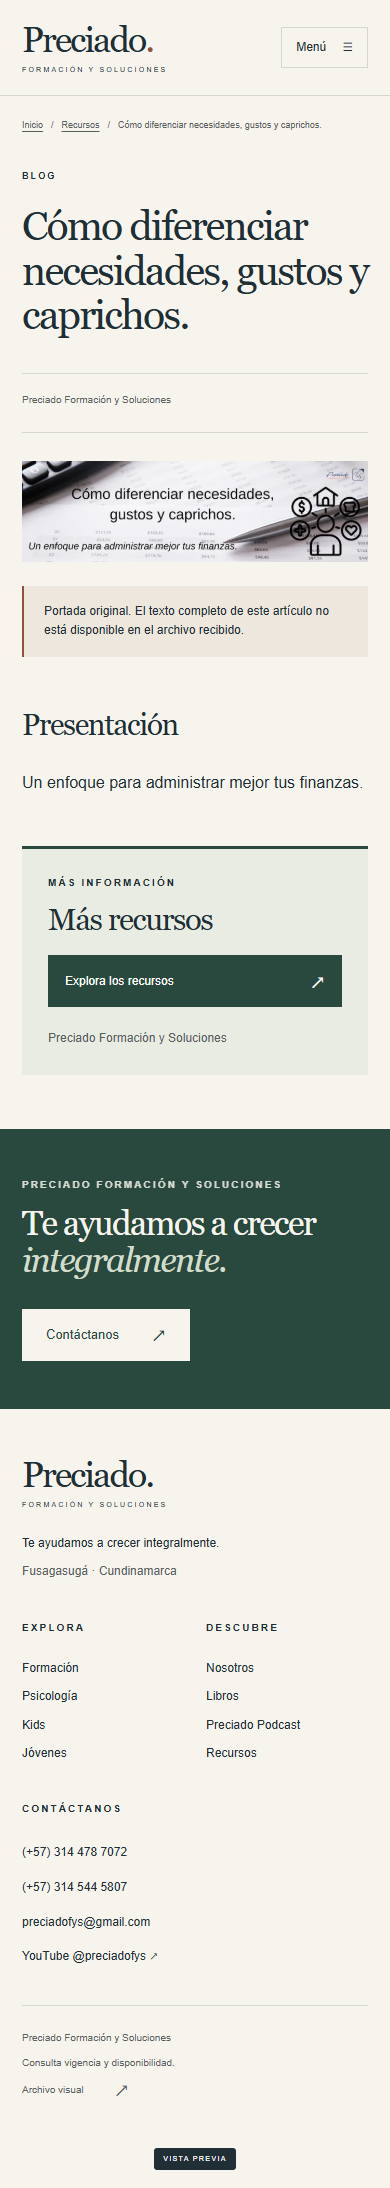 Preciado.
FORMACIÓN Y SOLUCIONES
Menú
Inicio / Recursos / Cómo diferenciar necesidades, gustos y caprichos.
BLOG
Cómo diferenciar
necesidades, gustos y
caprichos.
Preciado Formación y Soluciones
Cómo diferenciar necesidades,
gustos y caprichos.
Un enfoque para administrar mejor tus finanzas.
Portada original. El texto completo de este artículo no
está disponible en el archivo recibido.
Presentación
Un enfoque para administrar mejor tus finanzas.
MÁS INFORMACIÓN
Más recursos
Explora los recursos ↗
Preciado Formación y Soluciones
PRECIADO FORMACIÓN Y SOLUCIONES
Te ayudamos a crecer
integralmente.
Contáctanos ↗
Preciado.
FORMACIÓN Y SOLUCIONES
Te ayudamos a crecer integralmente.
Fusagasugá · Cundinamarca
EXPLORA
Formación
Psicología
Kids
Jóvenes
DESCUBRE
Nosotros
Libros
Preciado Podcast
Recursos
CONTÁCTANOS
(+57) 314 478 7072
(+57) 314 544 5807
preciadofys@gmail.com
YouTube @preciadofys ↗
Preciado Formación y Soluciones
Consulta vigencia y disponibilidad.
Archivo visual ↗
VISTA PREVIA